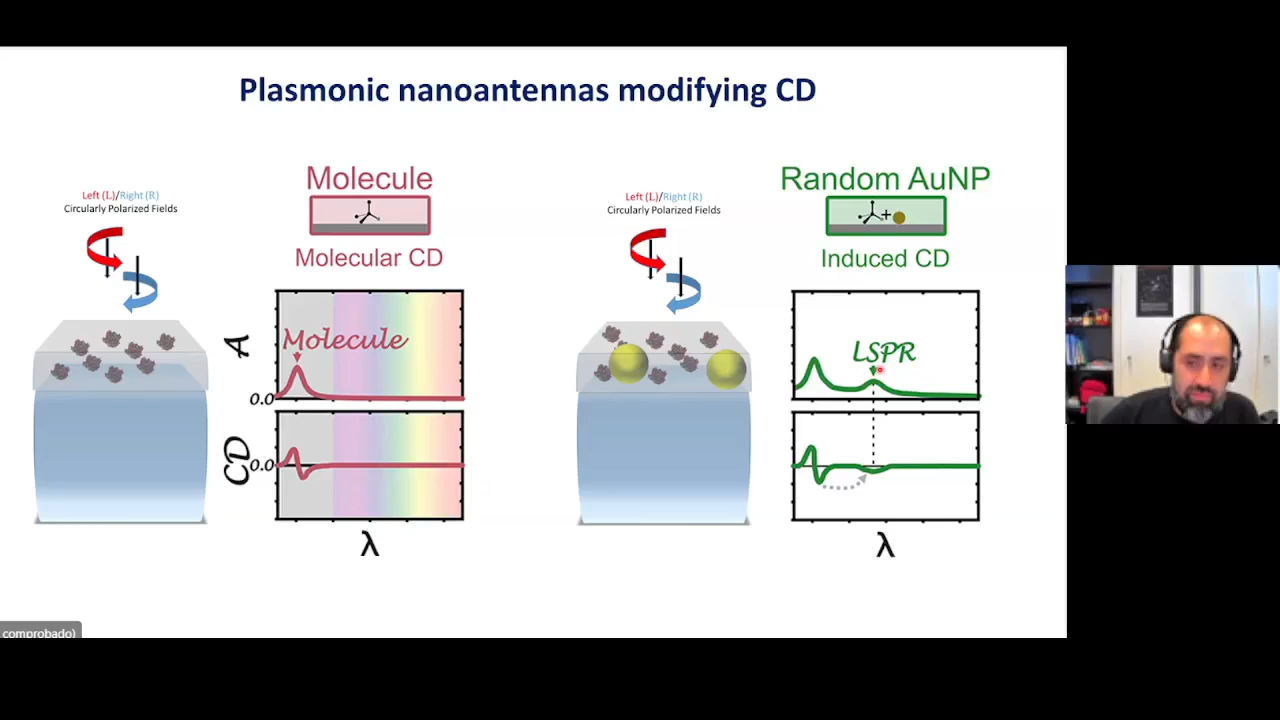 Plasmonic nanoantennas modifying CD
Left (L)/Right (R)
Circularly Polarized Fields
Molecule
Molecular CD
A
Molecule
0.0
CD
0.0
λ
Left (L)/Right (R)
Circularly Polarized Fields
Random AuNP
+
Induced CD
LSPR
λ
comprobado)